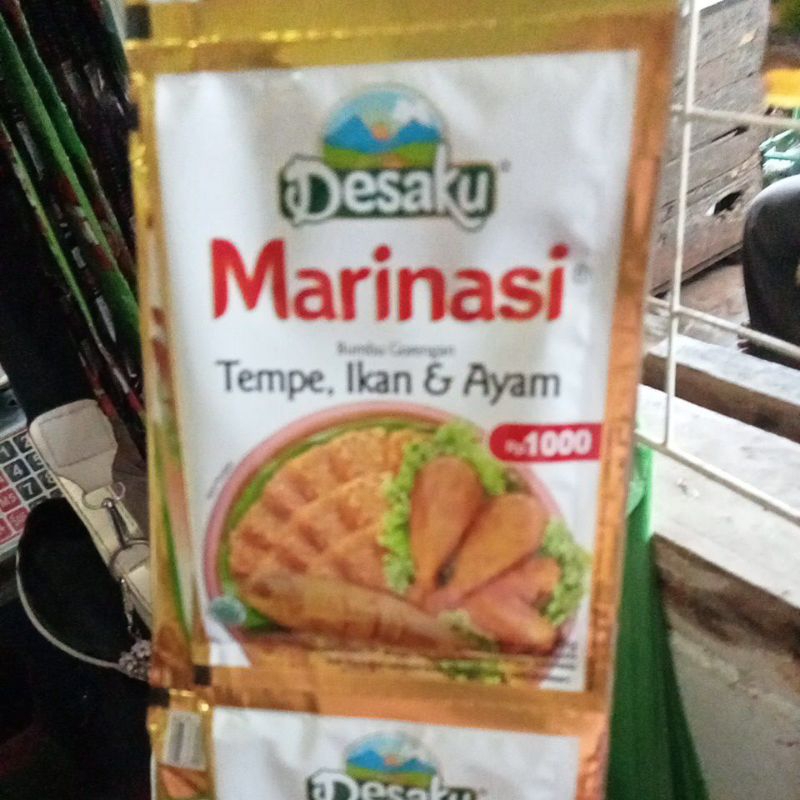 Desaku
Marinasi
Bumbu Gorengan
Tempe, Ikan & Ayam
Rp1000
Desaku